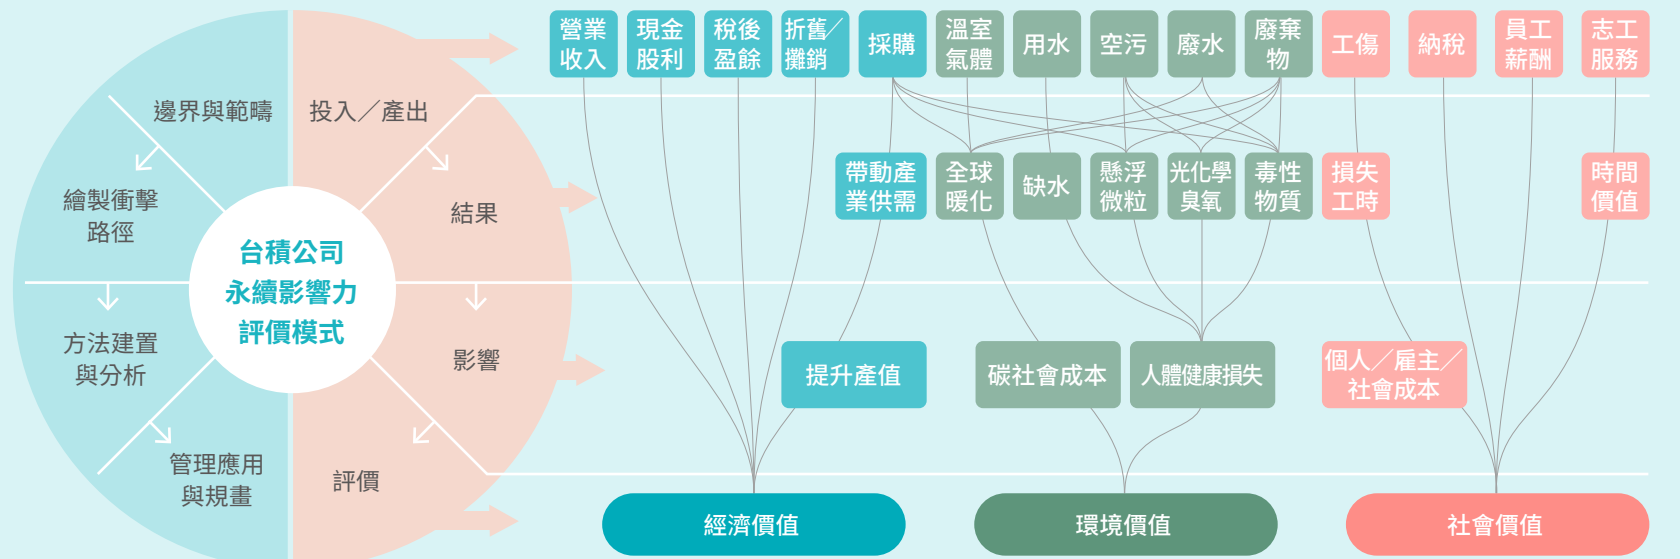 邊界與範疇
投入／產出
繪製衝擊
路徑
結果
台積公司
永續影響力
評價模式
方法建置
與分析
影響
管理應用
與規畫
評價
營業
收入
現金
股利
稅後
盈餘
折舊／
攤銷
採購
溫室
氣體
用水
空污
廢水
廢棄
物
工傷
納稅
員工
薪酬
志工
服務
帶動產
業供需
全球
暖化
缺水
懸浮
微粒
光化學
臭氧
毒性
物質
損失
工時
時間
價值
提升產值
碳社會成本
人體健康損失
個人／雇主／
社會成本
經濟價值
環境價值
社會價值